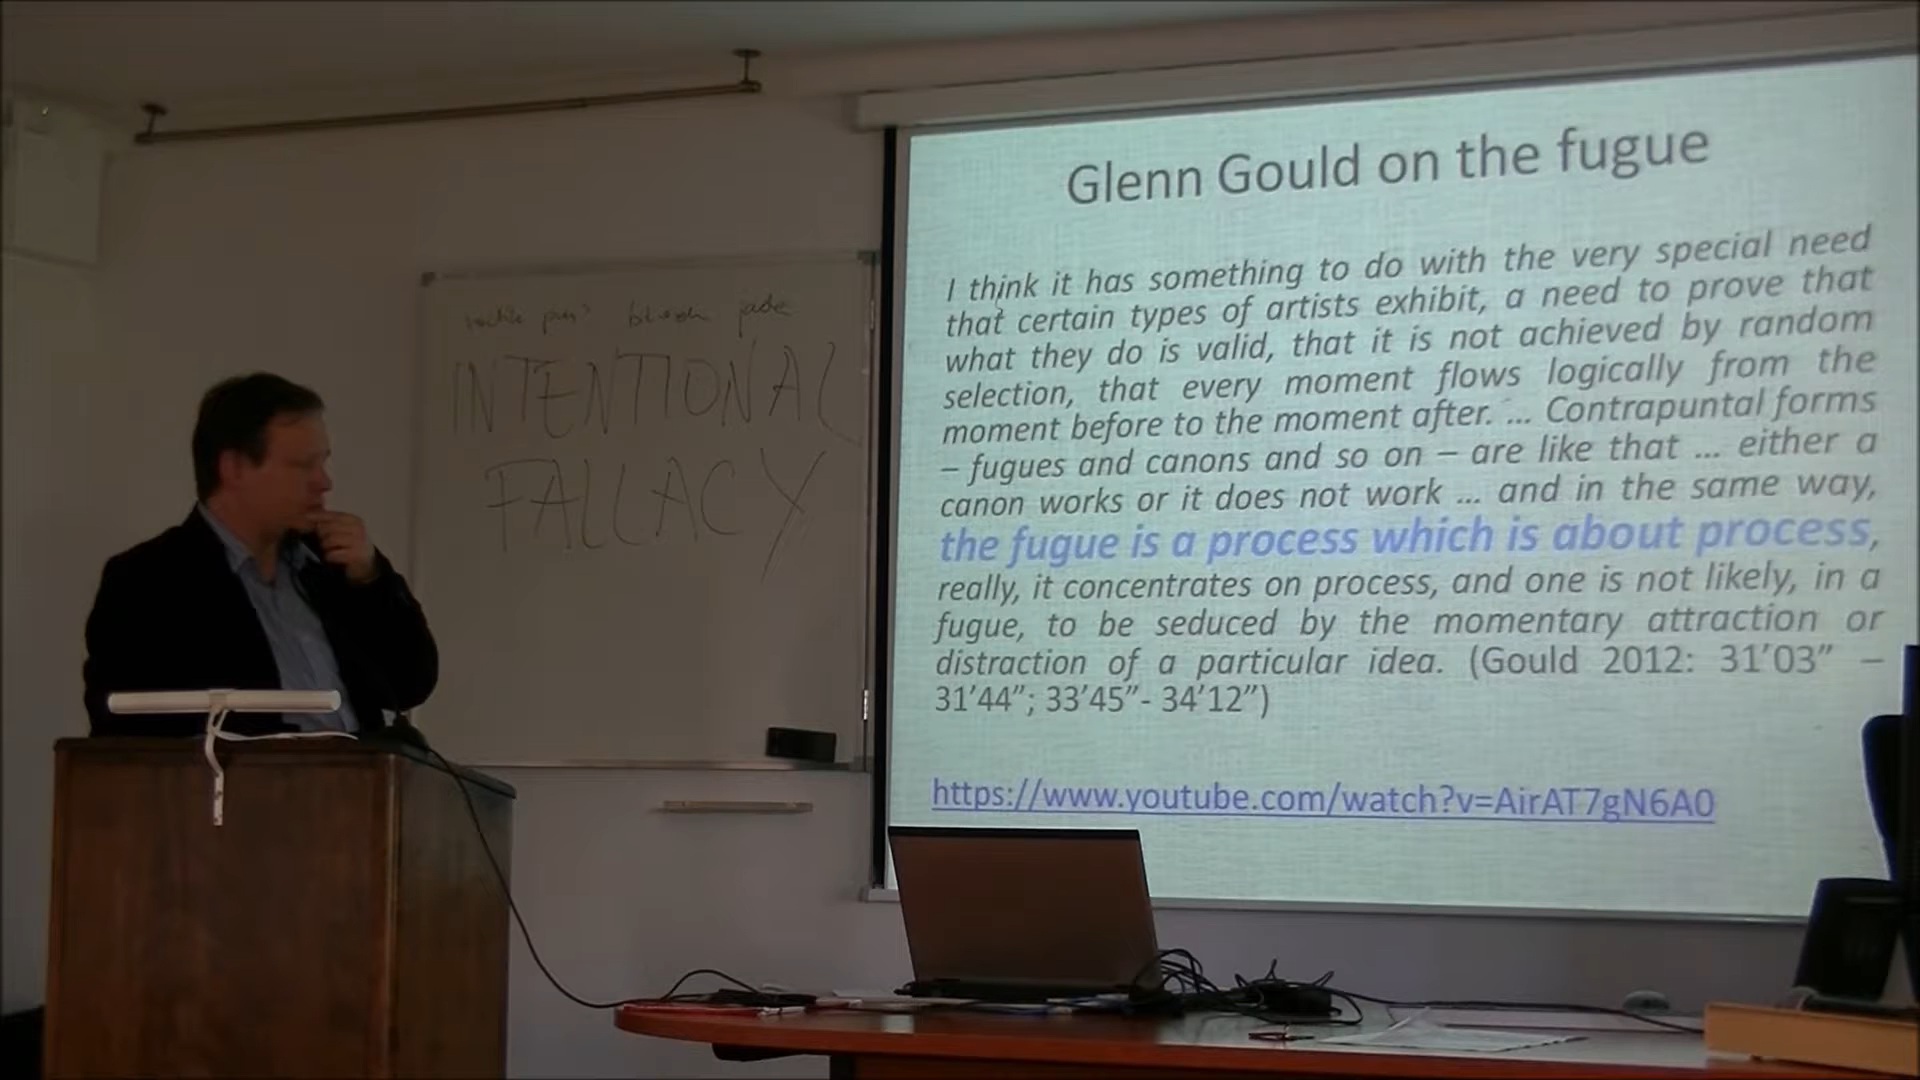 INTENTIONAL
FALLACY
Glenn Gould on the fugue
I think it has something to do with the very special need
that certain types of artists exhibit, a need to prove that
what they do is valid, that it is not achieved by random
selection, that every moment flows logically from the
moment before to the moment after. ... Contrapuntal forms
– fugues and canons and so on – are like that ... either a
canon works or it does not work ... and in the same way,
the fugue is a process which is about process,
really, it concentrates on process, and one is not likely, in a
fugue, to be seduced by the momentary attraction or
distraction of a particular idea. (Gould 2012: 31’03” –
31’44”; 33’45”- 34’12”)
https://www.youtube.com/watch?v=AirAT7gN6A0